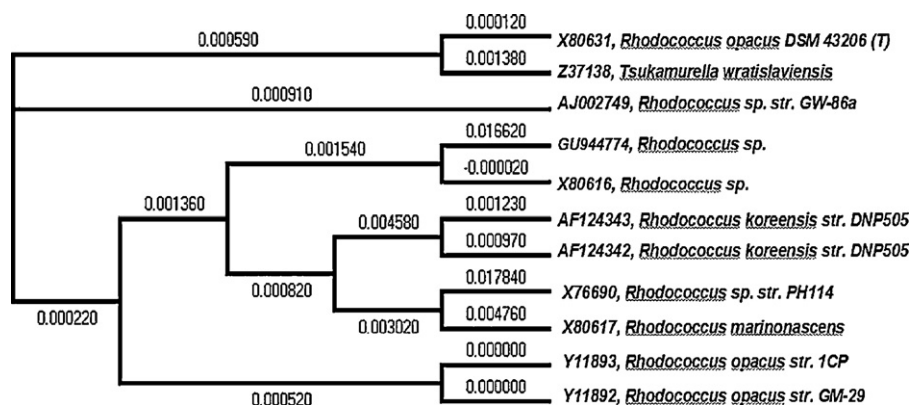 0.000120
X80631, Rhodococcus opacus DSM 43206 (T)
0.000590
0.001380
Z37138, Tsukamurella wratislaviensis
0.000910
AJ002749, Rhodococcus sp. str. GW-86a
0.016620
GU944774, Rhodococcus sp.
0.001540
-0.000020
X80616, Rhodococcus sp.
0.001360
0.001230
AF124343, Rhodococcus koreensis str. DNP505
0.004580
0.000970
AF124342, Rhodococcus koreensis str. DNP505
0.000820
0.017840
X76690, Rhodococcus sp. str. PH114
0.000220
0.003020
0.004760
X80617, Rhodococcus marinonascens
0.000000
Y11893, Rhodococcus opacus str. 1CP
0.000520
0.000000
Y11892, Rhodococcus opacus str. GM-29